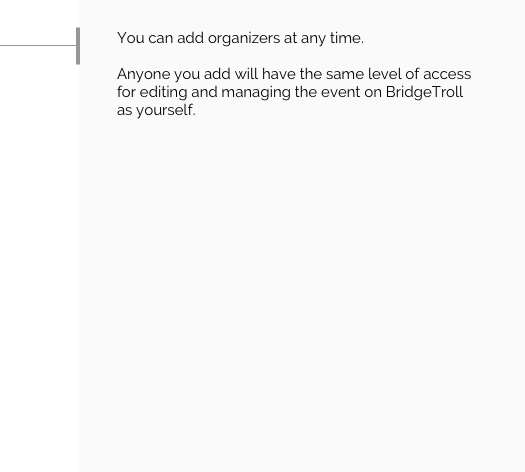 You can add organizers at any time.
Anyone you add will have the same level of access
for editing and managing the event on BridgeTroll
as yourself.